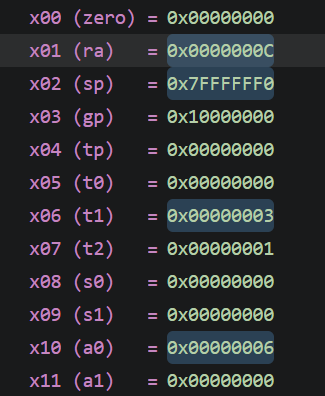 x00 (zero) = 0x00000000
x01 (ra)   = 0x0000000C
x02 (sp)   = 0x7FFFFFF0
x03 (gp)   = 0x10000000
x04 (tp)   = 0x00000000
x05 (t0)   = 0x00000000
x06 (t1)   = 0x00000003
x07 (t2)   = 0x00000001
x08 (s0)   = 0x00000000
x09 (s1)   = 0x00000000
x10 (a0)   = 0x00000006
x11 (a1)   = 0x00000000